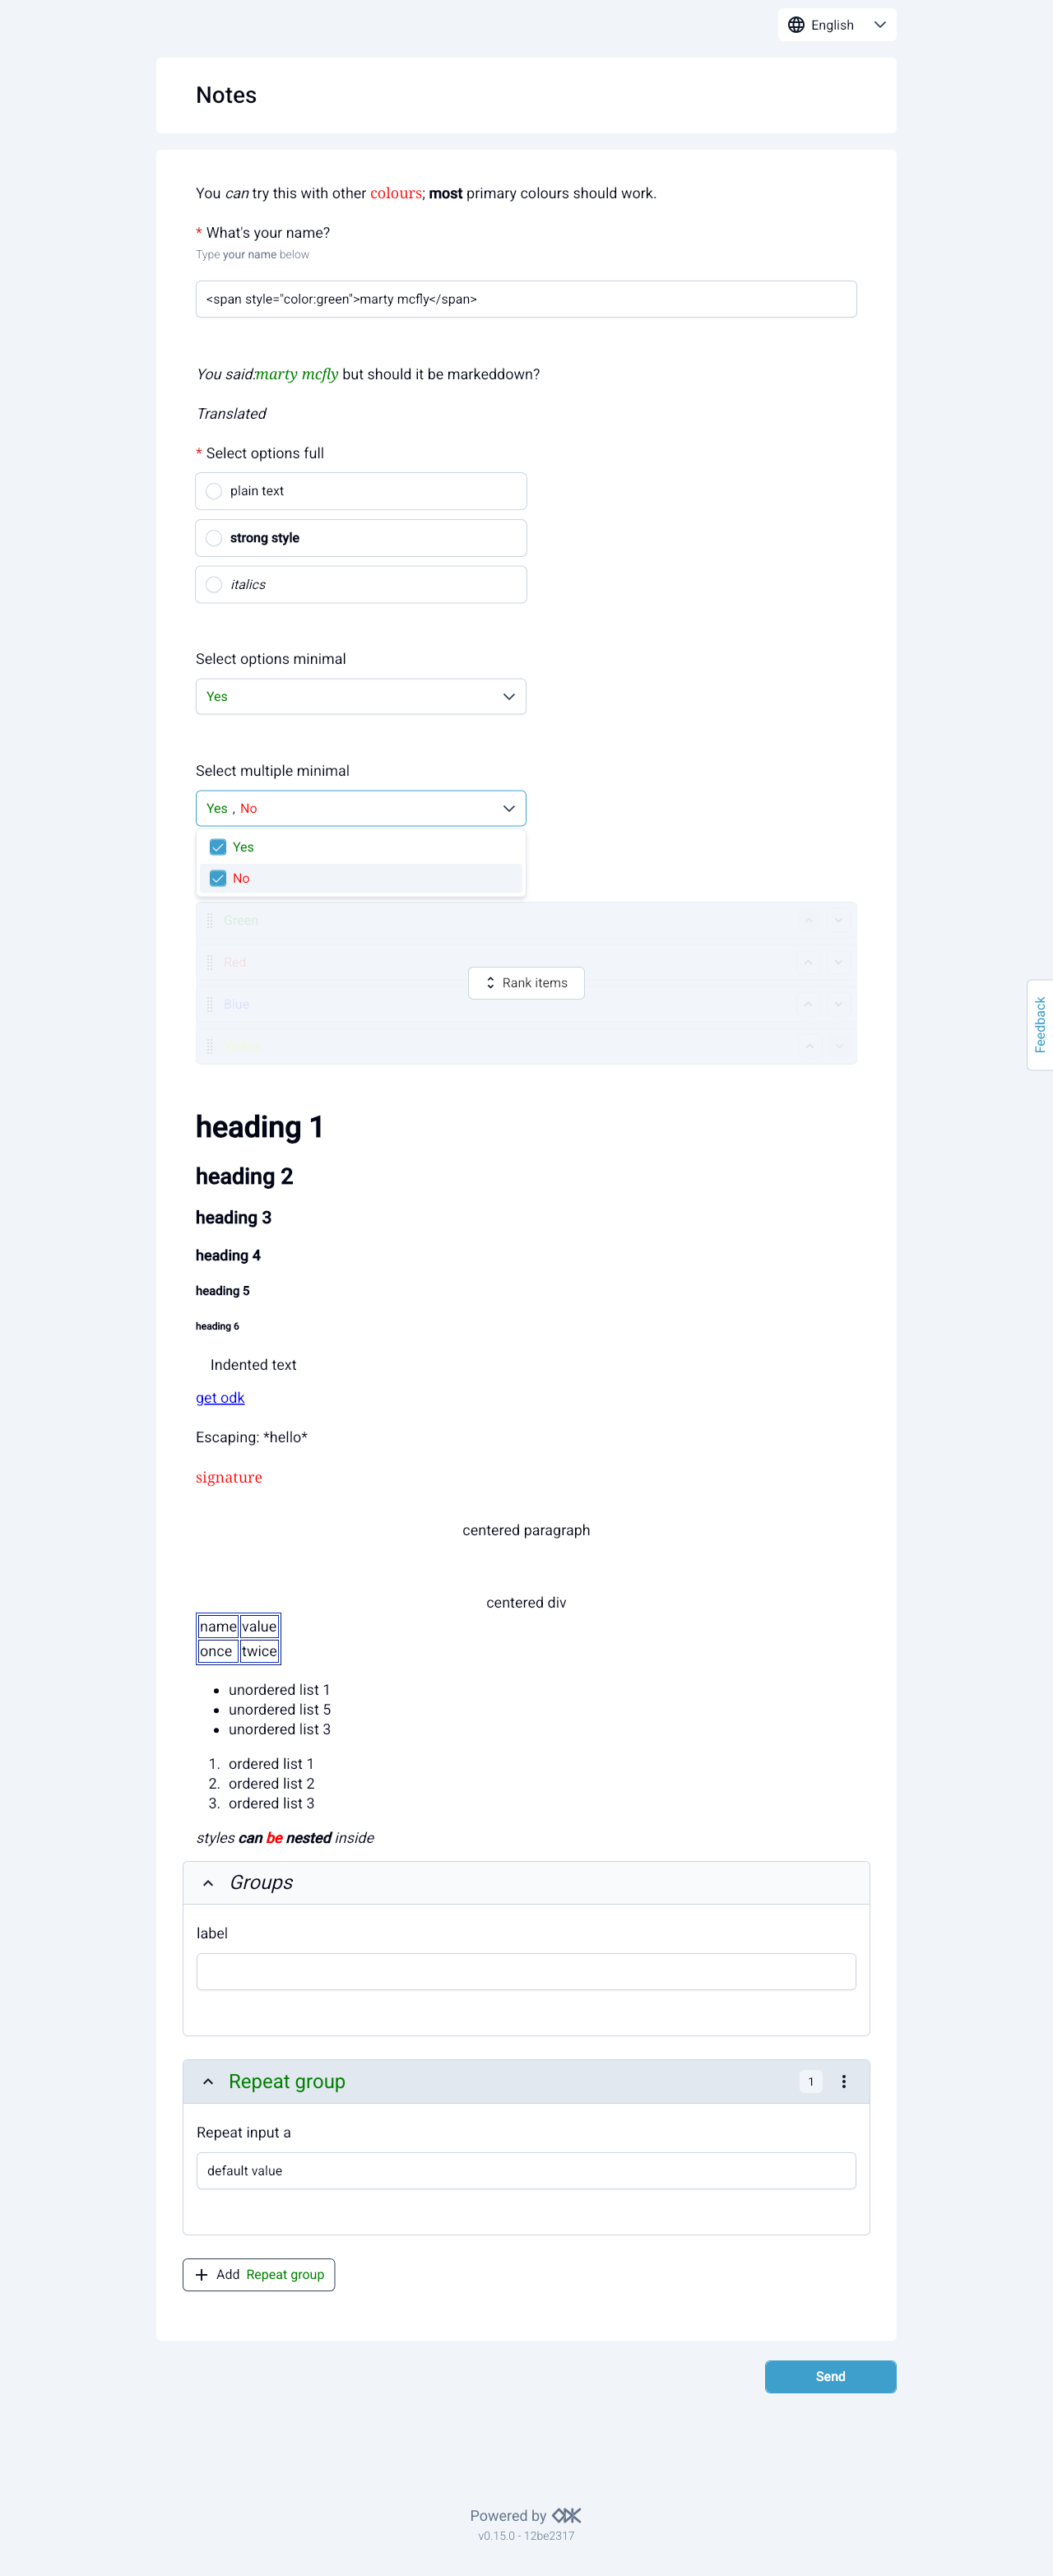 English
Notes
You can try this with other colours; most primary colours should work.
* What's your name?
Type your name below
<span style="color:green">marty mcfly</span>
You said:marty mcfly but should it be markeddown?
Translated
* Select options full
plain text
strong style
italics
Select options minimal
Yes
Select multiple minimal
Yes , No
Yes
No
Green
Red
Rank items
Blue
Feedback
heading 1
heading 2
heading 3
heading 4
heading 5
heading 6
Indented text
get odk
Escaping: *hello*
signature
centered paragraph
centered div
name value
once twice
• unordered list 1
• unordered list 5
• unordered list 3
1. ordered list 1
2. ordered list 2
3. ordered list 3
styles can be nested inside
Groups
label
Repeat group 1
Repeat input a
default value
Add Repeat group
Send
Powered by ODK
v0.15.0 - 12be2317